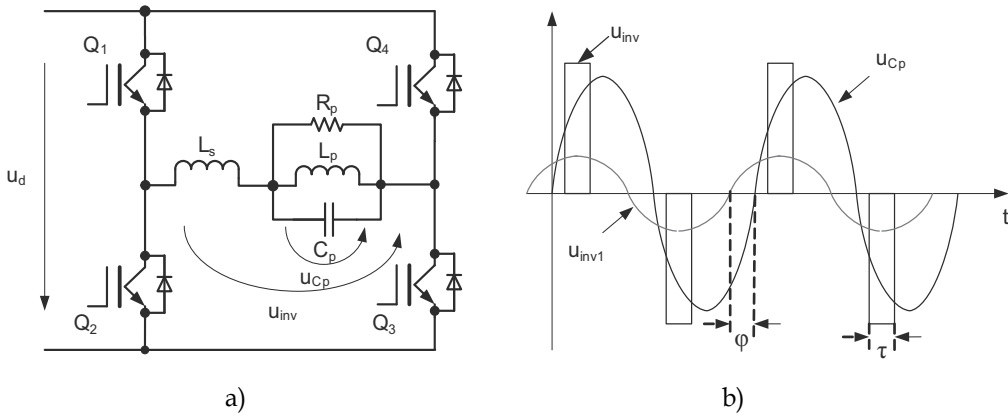 Q1
Q4
Rp
Ls
Lp
ud
Cp
uCp
uinv
Q2
Q3
a)
uinv
uCp
t
uinv1
φ
τ
b)